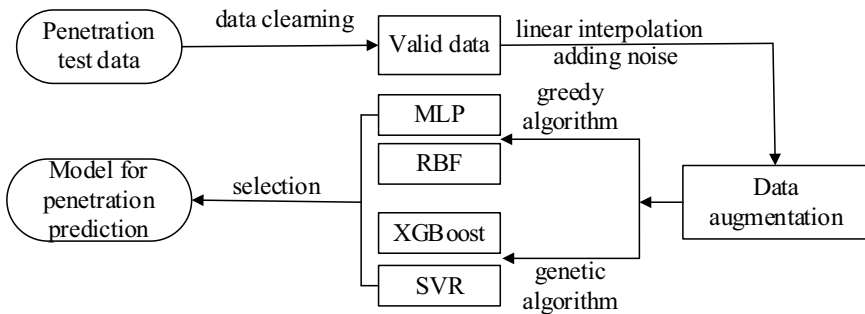 Penetration
test data
data clearning
Valid data
linear interpolation
adding noise
MLP
greedy
algorithm
RBF
Model for
penetration
prediction
selection
Data
augmentation
XGBoost
SVR
genetic
algorithm